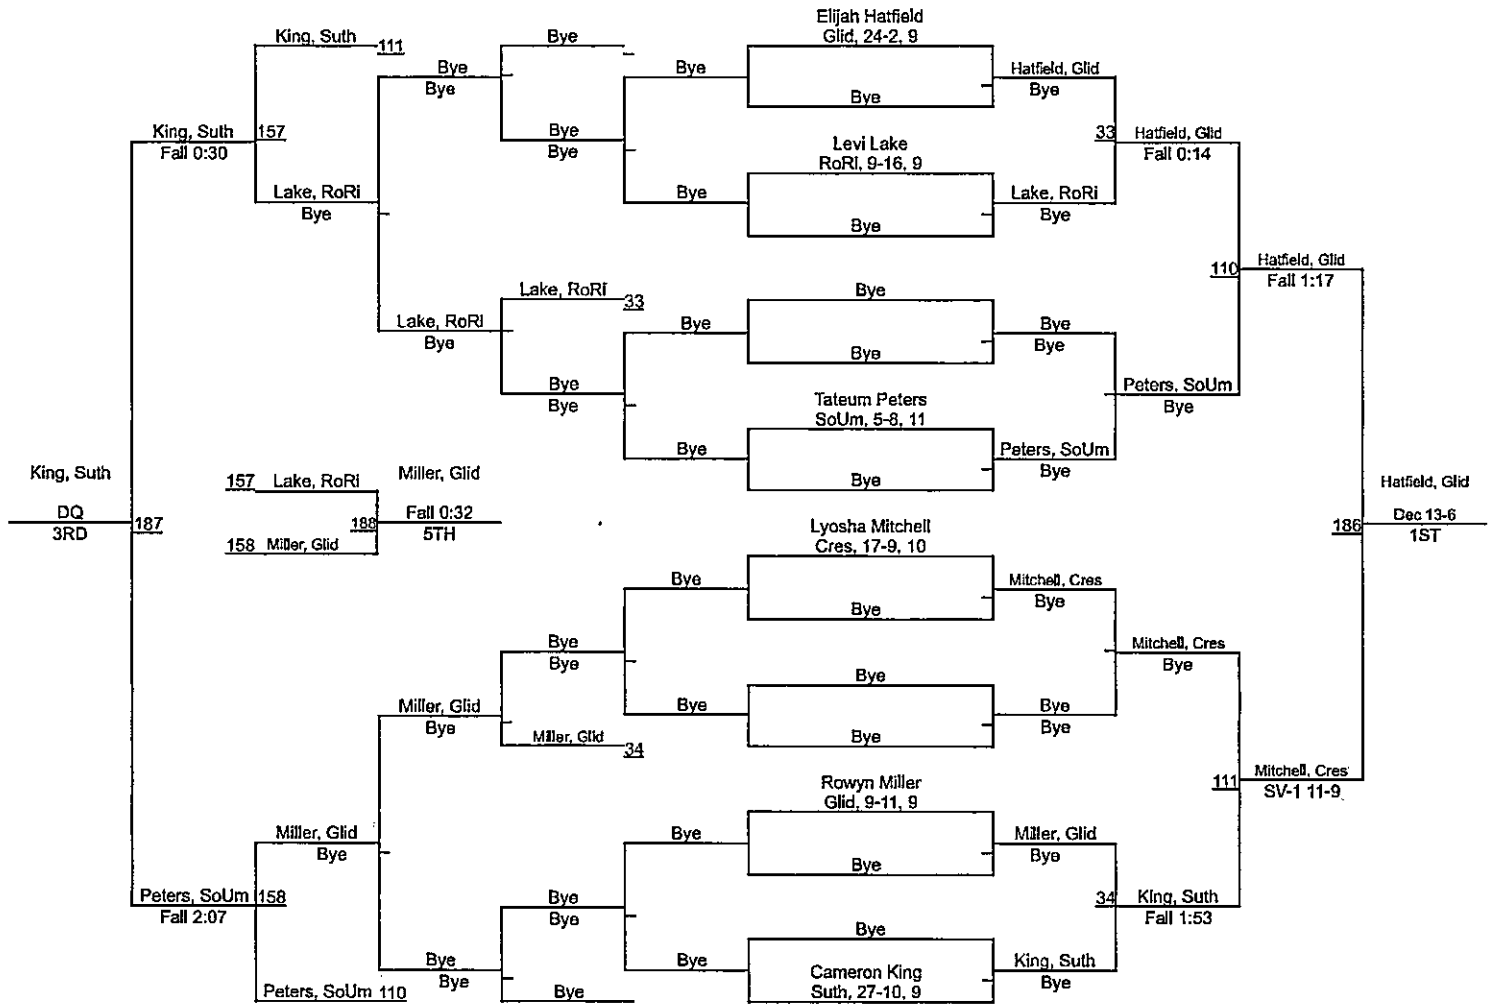 Elijah Hatfield
Glid, 24-2, 9
King, Suth
111
Bye
Bye
Bye
Bye
Hatfield, Glid
Bye
Bye
King, Suth
157
Fall 0:30
Bye
Bye
Levi Lake
RoRi, 9-16, 9
33
Hatfield, Glid
Fall 0:14
Lake, RoRi
Bye
Bye
Lake, RoRi
Bye
Bye
Hatfield, Glid
110
Fall 1:17
Lake, RoRi
33
Bye
Lake, RoRi
Bye
Bye
Bye
Bye
Bye
Bye
Bye
Tateum Peters
SoUm, 5-8, 11
Peters, SoUm
Bye
Bye
Peters, SoUm
Bye
Bye
King, Suth
DQ
3RD
187
157
Lake, RoRi
158
Miller, Glid
188
Miller, Glid
Fall 0:32
5TH
Lyosha Mitchell
Cres, 17-9, 10
186
Hatfield, Glid
Dec 13-6
1ST
Bye
Mitchell, Cres
Bye
Bye
Bye
Bye
Mitchell, Cres
Bye
Bye
Miller, Glid
Bye
Bye
Bye
Bye
Bye
Miller, Glid
34
Rowyn Miller
Glid, 9-11, 9
111
Mitchell, Cres
SV-1 11-9
Miller, Glid
Bye
Bye
Miller, Glid
Bye
Bye
Peters, SoUm
158
Fall 2:07
Bye
Bye
34
King, Suth
Fall 1:53
Bye
Bye
Bye
Bye
Cameron King
Suth, 27-10, 9
King, Suth
Bye
Peters, SoUm
110
Bye